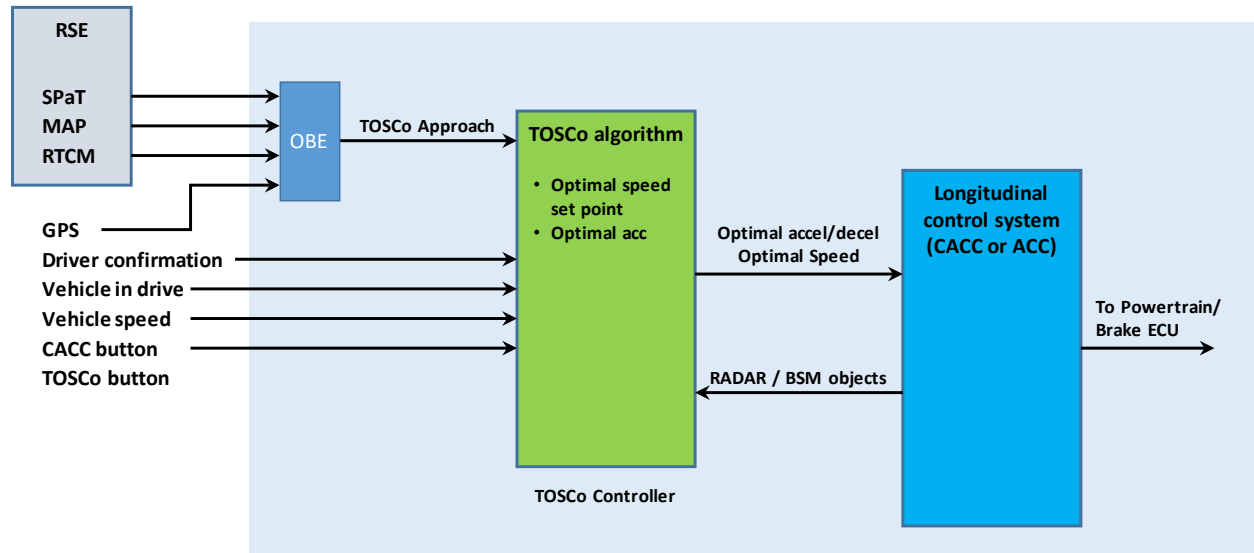 RSE
SPaT
MAP
RTCM
OBE
TOSCo Approach
GPS
Driver confirmation
Vehicle in drive
Vehicle speed
CACC button
TOSCo button
TOSCo algorithm
• Optimal speed
set point
• Optimal acc
TOSCo Controller
Optimal accel/decel
Optimal Speed
RADAR / BSM objects
Longitudinal
control system
(CACC or ACC)
To Powertrain/
Brake ECU